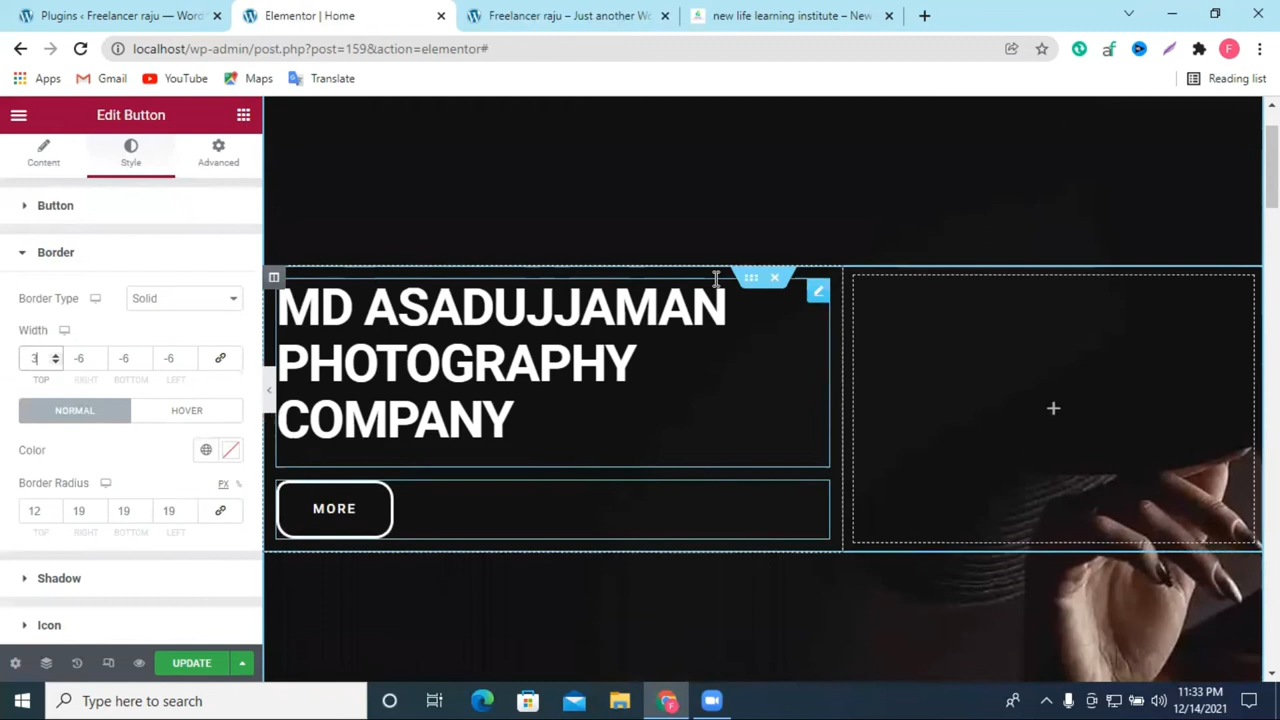 Plugins ‹ Freelancer raju — Word
Elementor | Home
Freelancer raju – Just another Wo
new life learning institute – New
localhost/wp-admin/post.php?post=159&action=elementor#
F
Apps
Gmail
YouTube
Maps
Translate
Reading list
Edit Button
Content
Style
Advanced
Button
Border
Border Type
Solid
Width
3
-6
-6
-6
TOP
RIGHT
BOTTOM
LEFT
NORMAL
HOVER
Color
Border Radius
PX
%
12
19
19
19
TOP
RIGHT
BOTTOM
LEFT
Shadow
Icon
UPDATE
MD ASADUJJAMAN
PHOTOGRAPHY
COMPANY
MORE
Type here to search
11:33 PM
12/14/2021